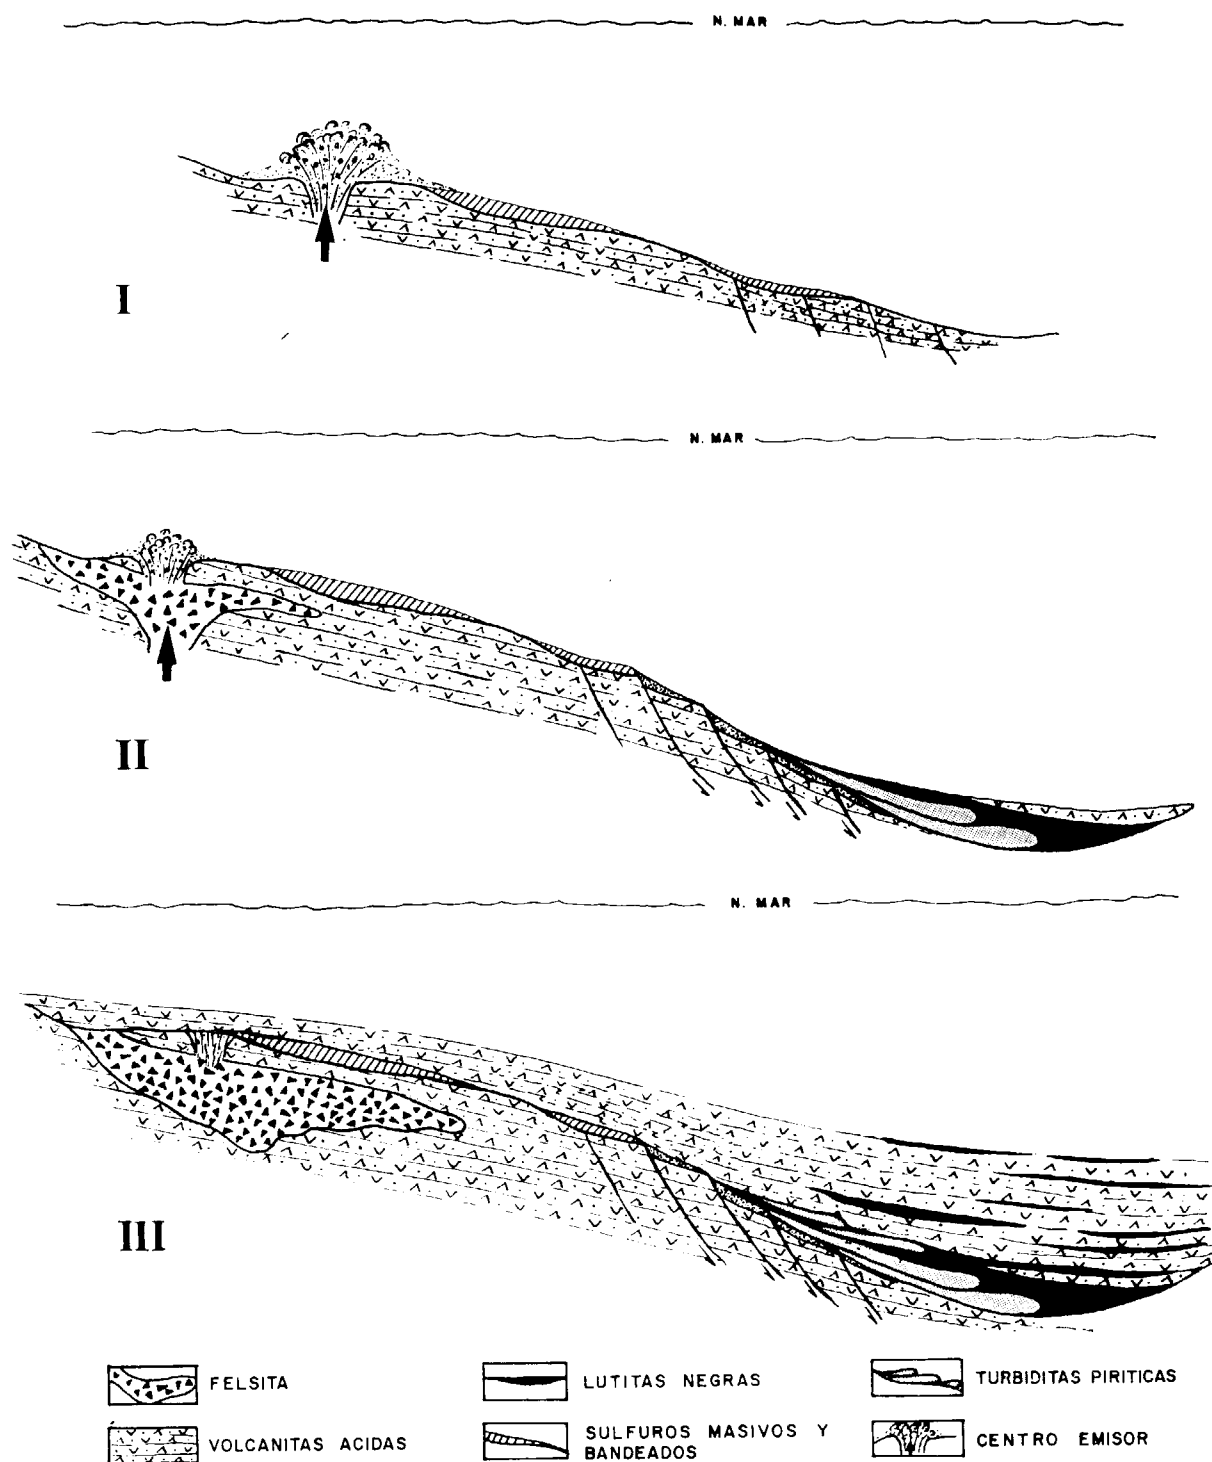 N. MAR
I
N. MAR
II
N. MAR
III
FELSITA
LUTITAS NEGRAS
TURBIDITAS PIRITICAS
VOLCANITAS ACIDAS
SULFUROS MASIVOS Y
BANDEADOS
CENTRO EMISOR